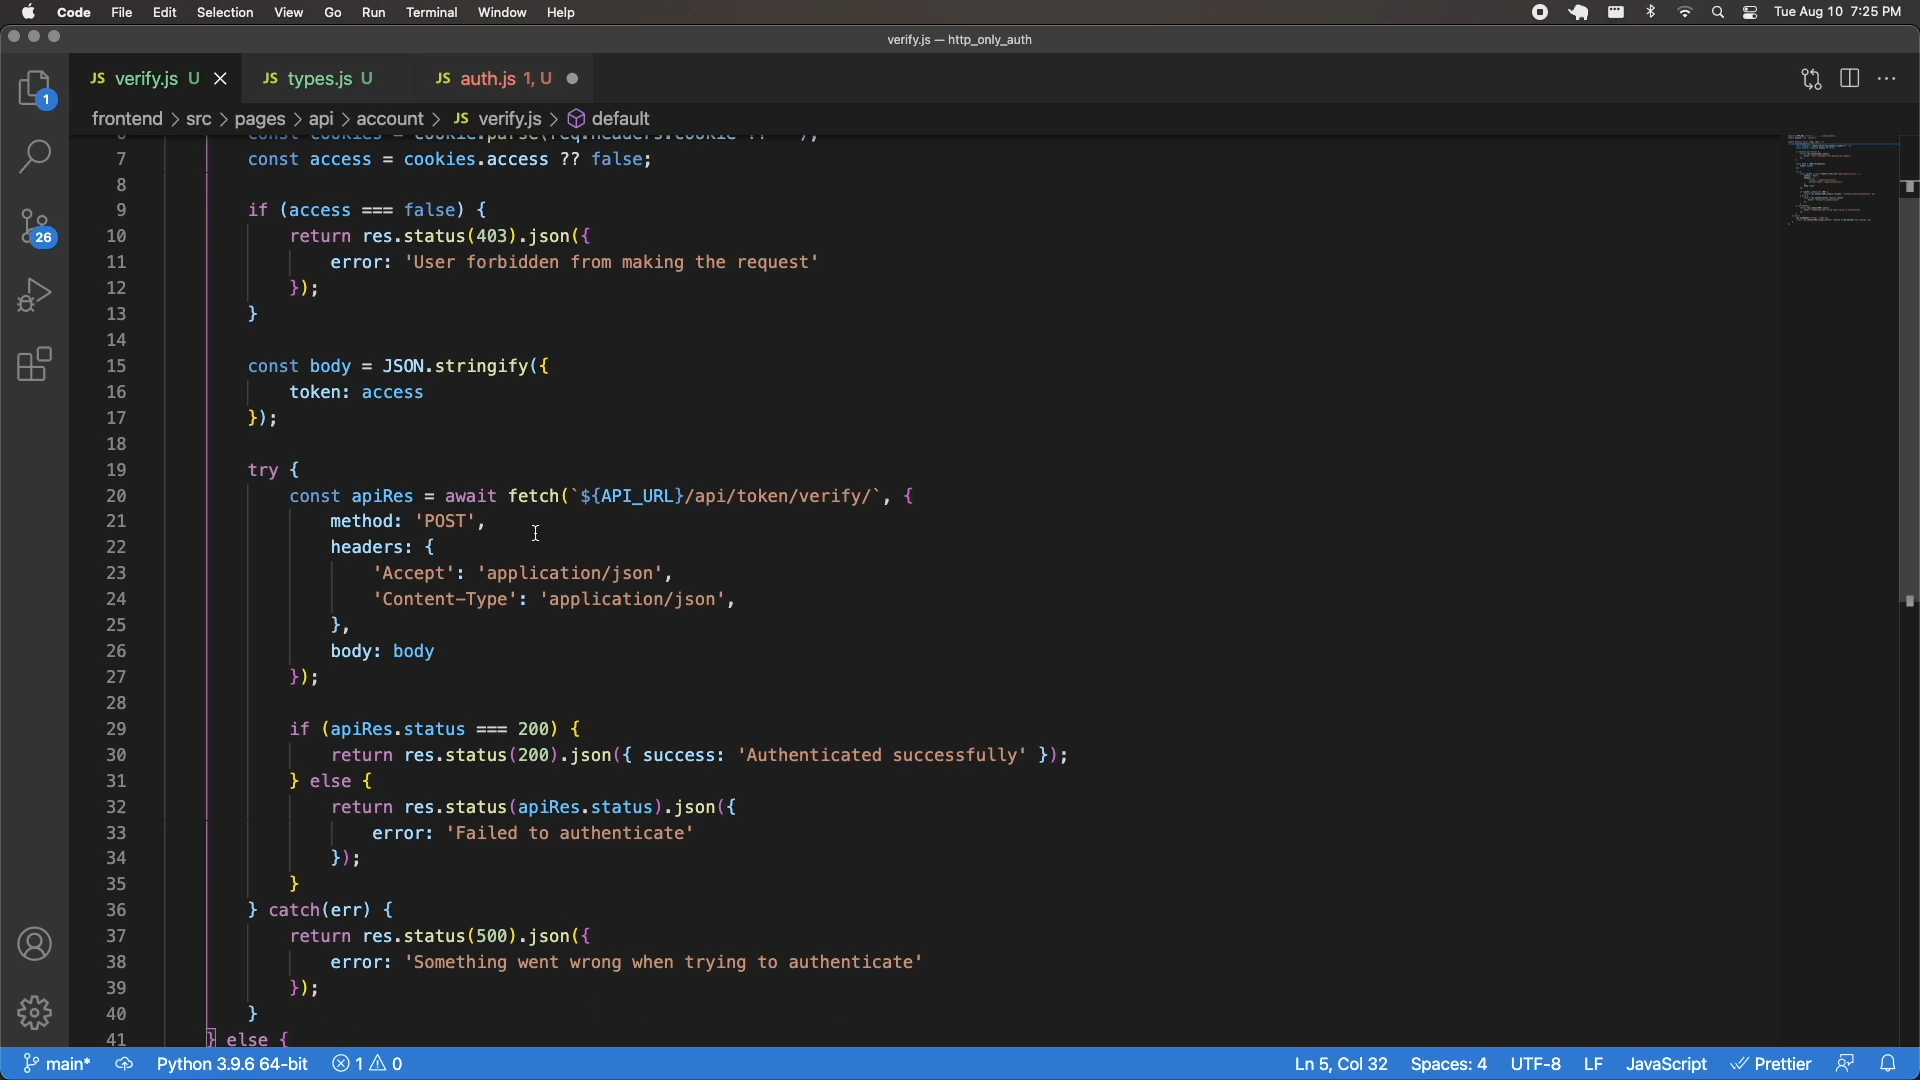 Code File Edit Selection View Go Run Terminal Window Help Tue Aug 10 7:25 PM
verify.js — http_only_auth
JS verify.js U JS types.js U JS auth.js 1, U
frontend > src > pages > api > account > JS verify.js > default
7 const access = cookies.access ?? false;
8
9 if (access === false) {
10 return res.status(403).json({
11 error: 'User forbidden from making the request'
12 });
13 }
14
15 const body = JSON.stringify({
16 token: access
17 });
18
19 try {
20 const apiRes = await fetch(`${API_URL}/api/token/verify/`, {
21 method: 'POST',
22 headers: {
23 'Accept': 'application/json',
24 'Content-Type': 'application/json',
25 },
26 body: body
27 });
28
29 if (apiRes.status === 200) {
30 return res.status(200).json({ success: 'Authenticated successfully' });
31 } else {
32 return res.status(apiRes.status).json({
33 error: 'Failed to authenticate'
34 });
35 }
36 } catch(err) {
37 return res.status(500).json({
38 error: 'Something went wrong when trying to authenticate'
39 });
40 }
41 } else {
1
26
main* Python 3.9.6 64-bit 1 0 Ln 5, Col 32 Spaces: 4 UTF-8 LF JavaScript Prettier